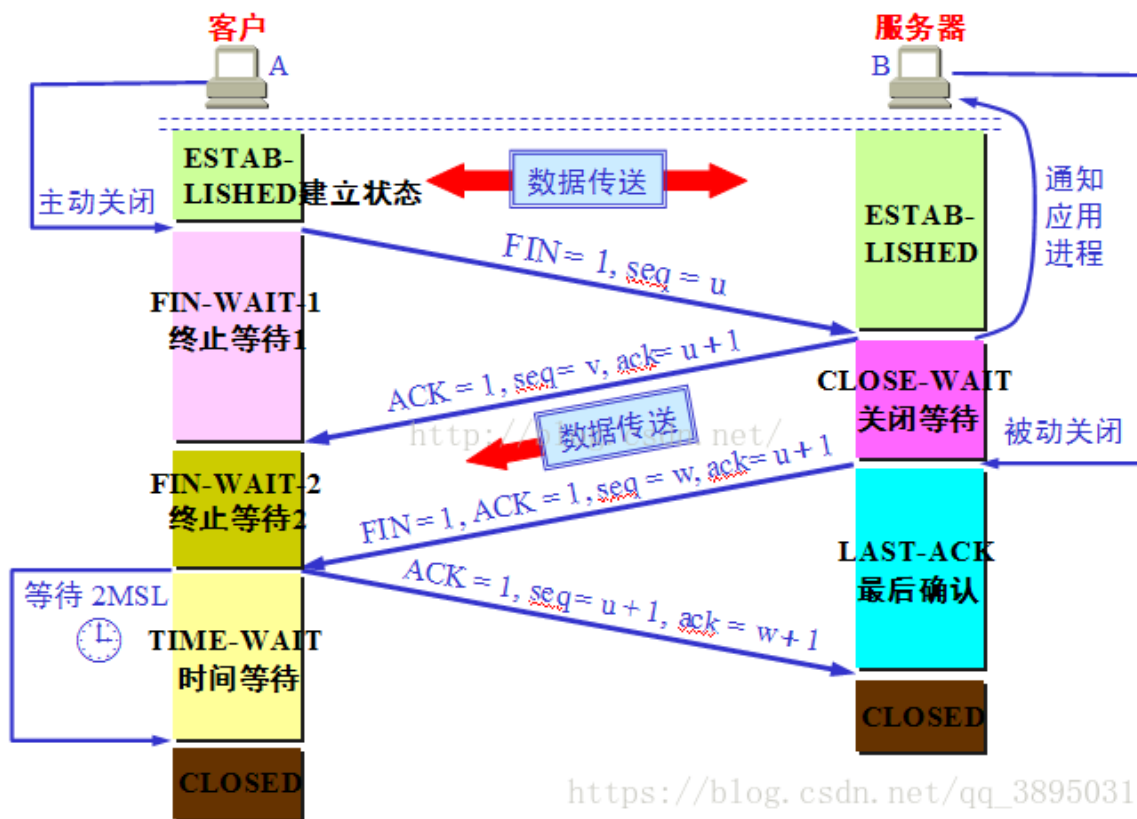 客户
服务器
A
B
ESTAB-
LISHED建立状态
数据传送
主动关闭
ESTAB-
LISHED
通知
应用
进程
FIN = 1, seq = u
FIN-WAIT-1
终止等待1
ACK = 1, seq= v, ack= u + 1
CLOSE-WAIT
关闭等待
http://blog.csdn.net/
数据传送
被动关闭
FIN-WAIT-2
终止等待2
FIN=1, ACK = 1, seq = w, ack= u + 1
LAST-ACK
最后确认
等待 2MSL
ACK = 1, seq= u + 1, ack = w + 1
TIME-WAIT
时间等待
CLOSED
CLOSED
https://blog.csdn.net/qq_3895031